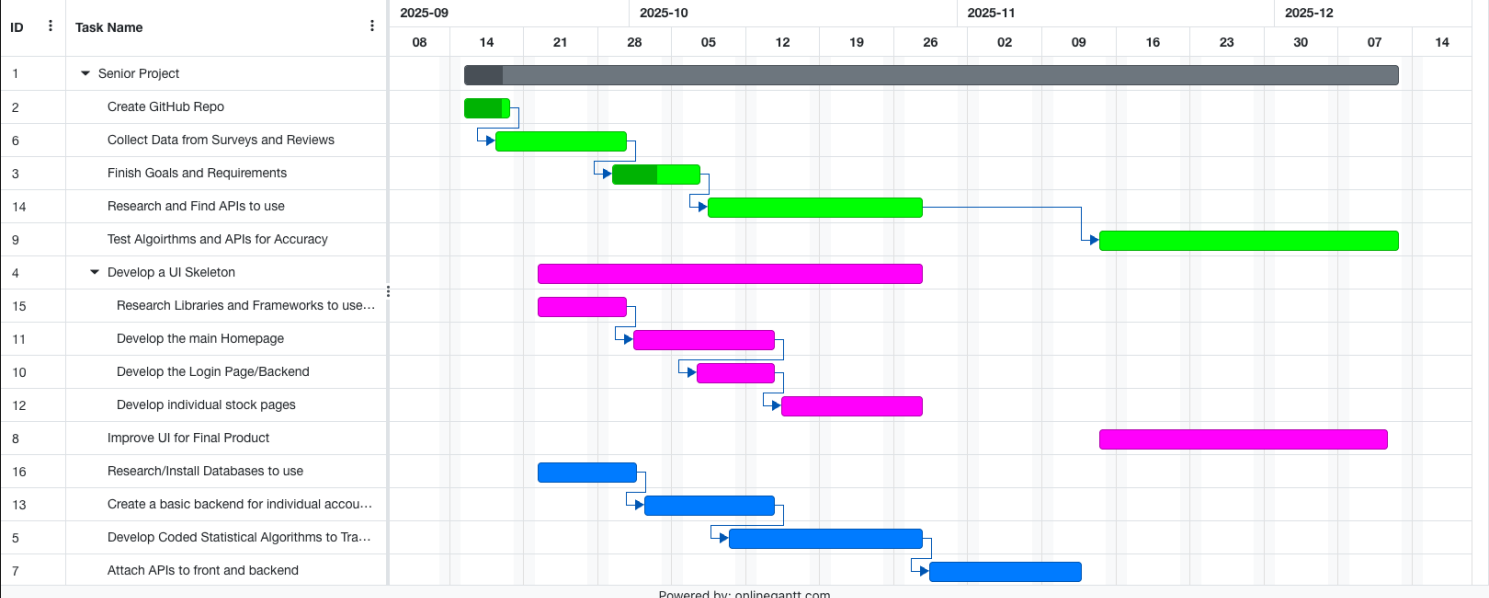 2025-09 2025-10 2025-11 2025-12
ID Task Name
08 14 21 28 05 12 19 26 02 09 16 23 30 07 14
1 Senior Project
2 Create GitHub Repo
6 Collect Data from Surveys and Reviews
3 Finish Goals and Requirements
14 Research and Find APIs to use
9 Test Algoirthms and APIs for Accuracy
4 Develop a UI Skeleton
15 Research Libraries and Frameworks to use...
11 Develop the main Homepage
10 Develop the Login Page/Backend
12 Develop individual stock pages
8 Improve UI for Final Product
16 Research/Install Databases to use
13 Create a basic backend for individual accou...
5 Develop Coded Statistical Algorithms to Tra...
7 Attach APIs to front and backend
Powered by: onlinegantt.com